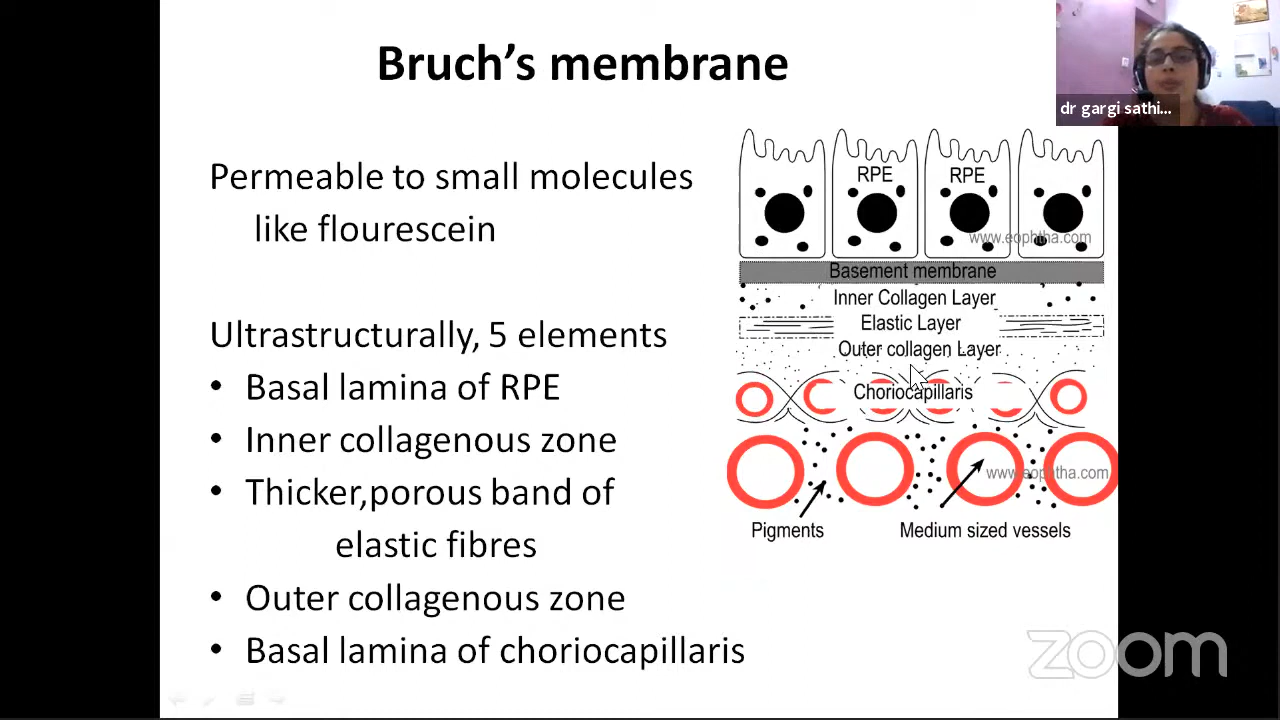 Bruch's membrane
dr gargi sathi...
Permeable to small molecules
like flourescein
Ultrastructurally, 5 elements
• Basal lamina of RPE
• Inner collagenous zone
• Thicker,porous band of
elastic fibres
• Outer collagenous zone
• Basal lamina of choriocapillaris
RPE
RPE
www.eophtha.com
Basement membrane
Inner Collagen Layer
Elastic Layer
Outer collagen Layer
Choriocapillaris
www.eophtha.com
Pigments
Medium sized vessels
zoom